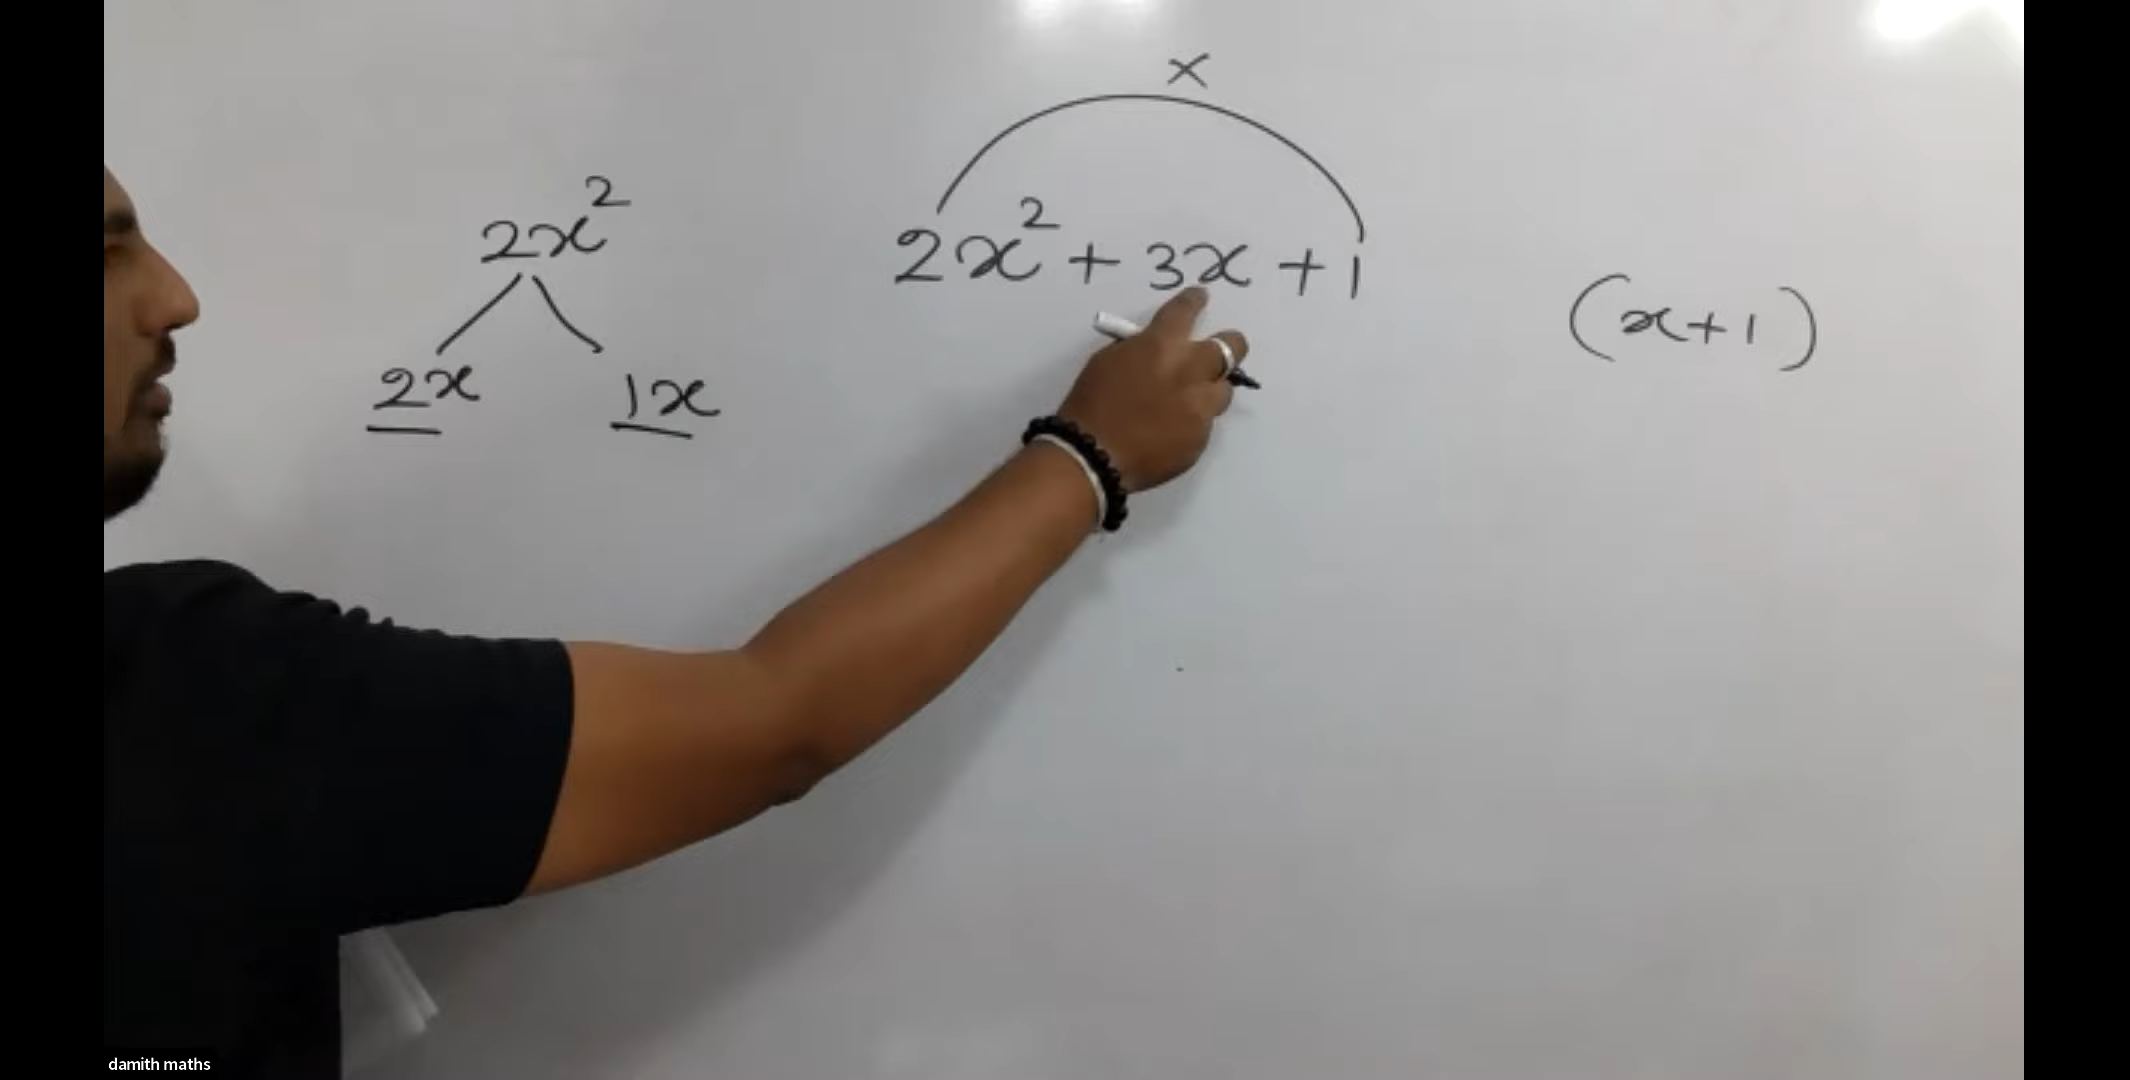 ×
2x² + 3x + 1
2x²
2x 1x
(x+1)
damith maths